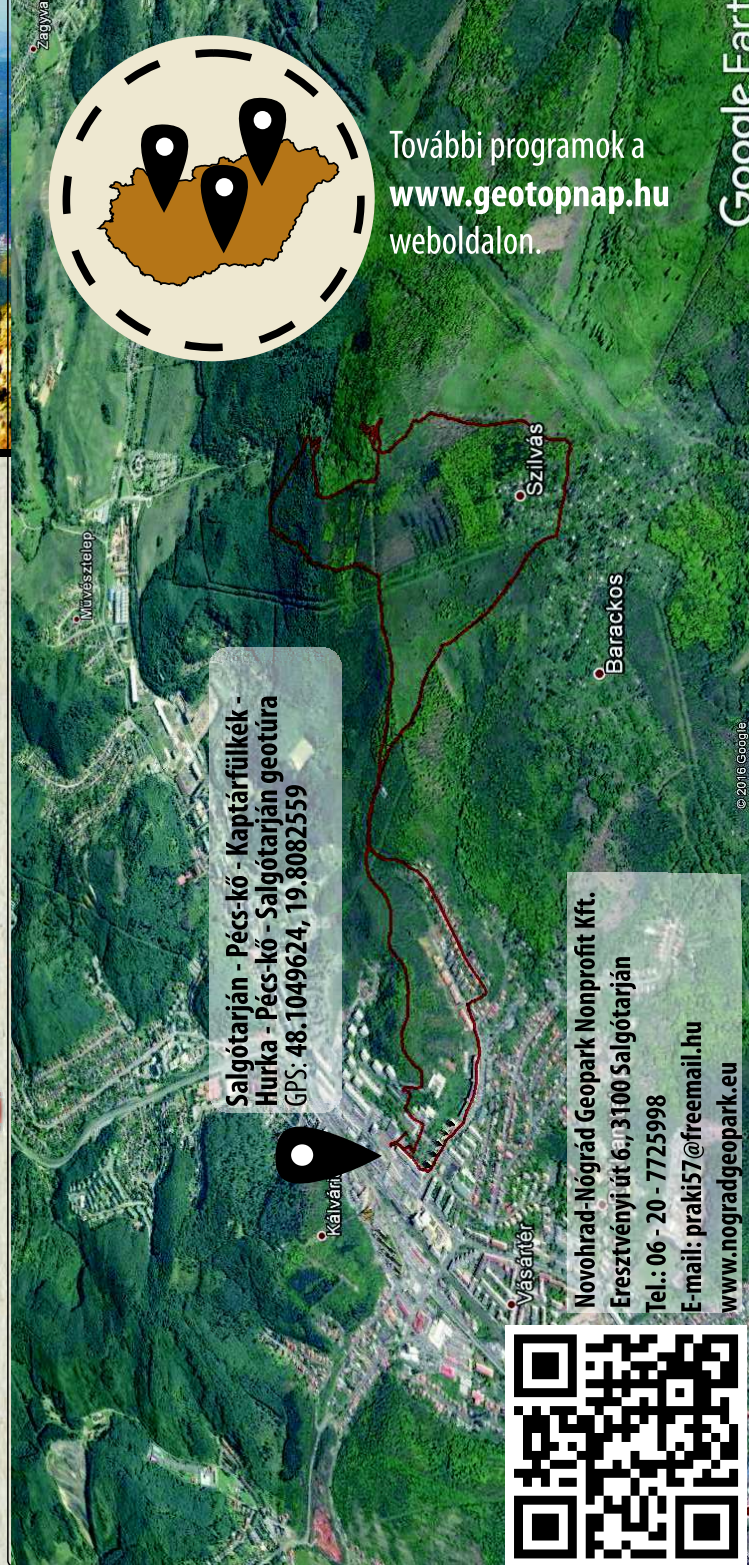 Zagyva
További programok a
www.geotopnap.hu
weboldalon.
Google Eart
Művésztelep
Szilvás
Barackos
Salgótarján - Pécs-kő - Kaptárfülkék -
Hurka - Pécs-kő - Salgótarján geotúra
GPS: 48.1049624, 19.8082559
© 2016 Google
Kálvári
Vásártér
Novohrad-Nógrád Geopark Nonprofit Kft.
Eresztvényi út 6., 3100 Salgótarján
Tel.: 06 - 20 - 7725998
E-mail: praki57@freemail.hu
www.nogradgeopark.eu